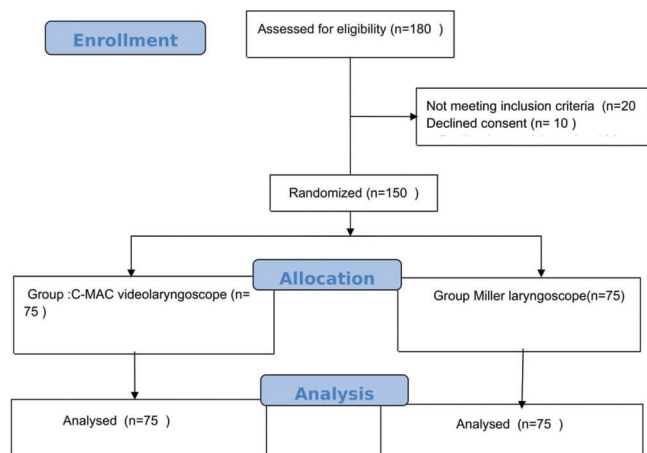 Enrollment
Assessed for eligibility (n=180 )
Not meeting inclusion criteria (n=20
Declined consent (n= 10 )
Randomized (n=150 )
Allocation
Group :C-MAC videolaryngoscope (n=
75 )
Group Miller laryngoscope(n=75)
Analysis
Analysed (n=75 )
Analysed (n=75 )